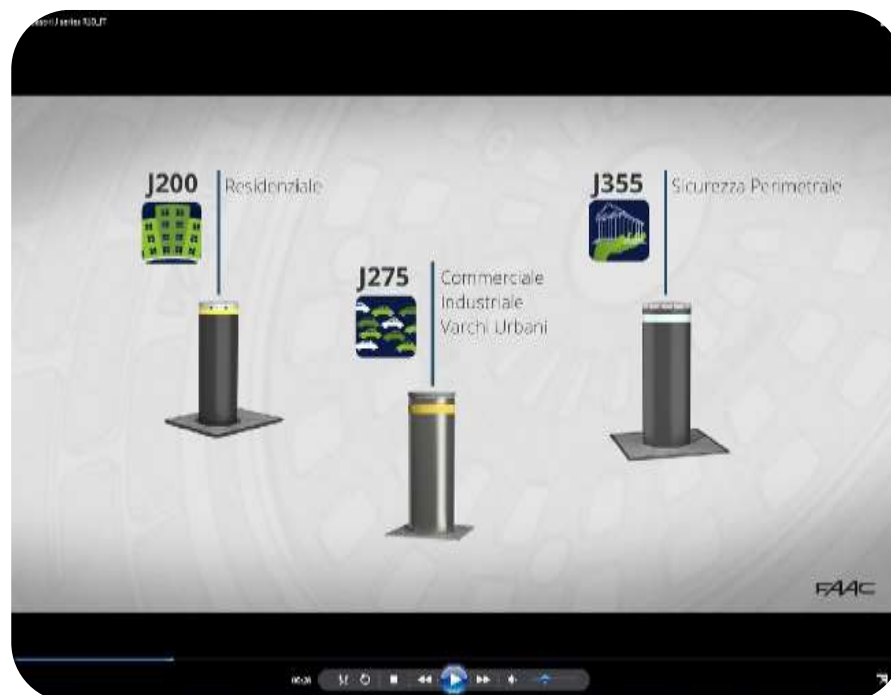 J200
Residenziale
J275
Commerciale
Industriale
Varchi Urbani
J355
Sicurezza Perimetrale
FAAC